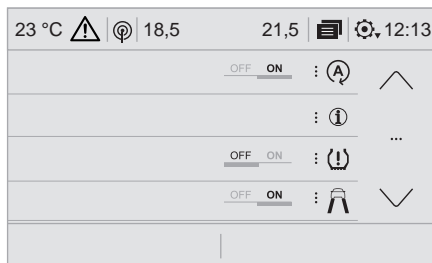 23 °C 18,5 21,5 12:13
OFF ON : A
: i
OFF ON : (!)
OFF ON :
...